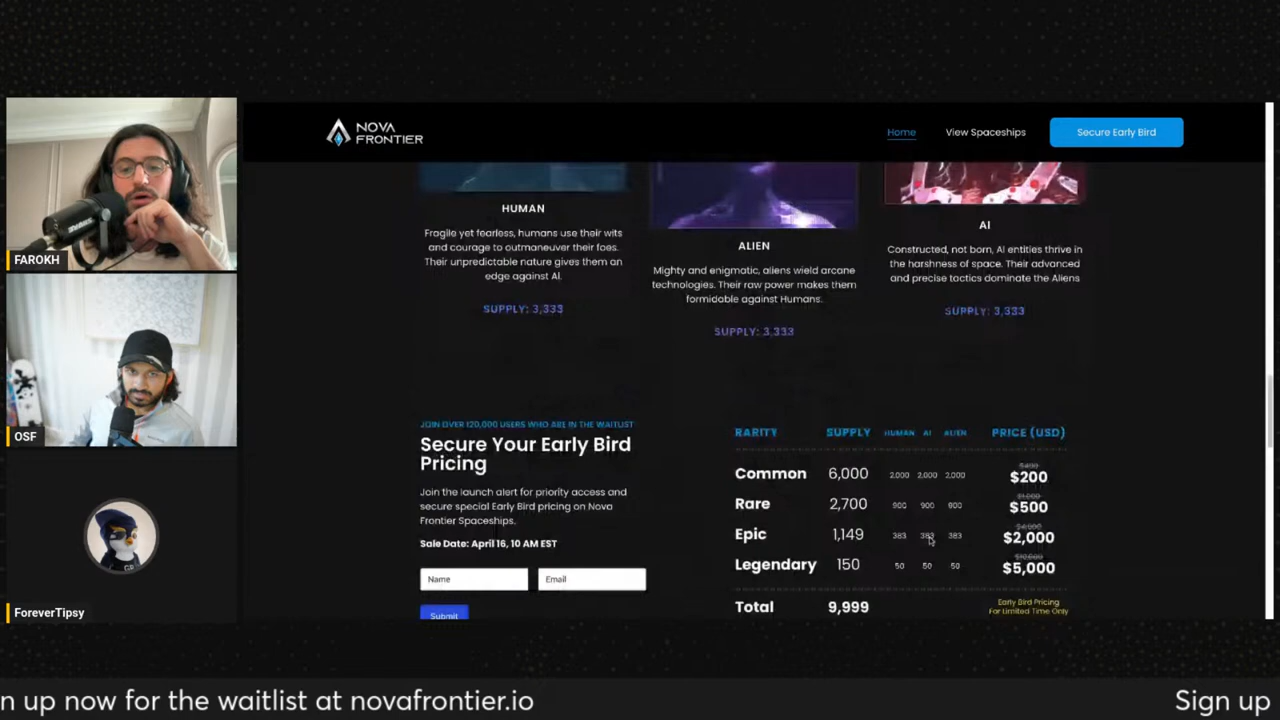 NOVA
FRONTIER
Home
View Spaceships
Secure Early Bird
HUMAN
Fragile yet fearless, humans use their wits
and courage to outmaneuver their foes.
Their unpredictable nature gives them an
edge against AI.
SUPPLY: 3,333
ALIEN
Mighty and enigmatic, aliens wield arcane
technologies. Their raw power makes them
formidable against Humans.
SUPPLY: 3,333
AI
Constructed, not born, AI entities thrive in
the harshness of space. Their advanced
and precise tactics dominate the Aliens
SUPPLY: 3,333
JOIN OVER 120,000 USERS WHO ARE IN THE WAITLIST
Secure Your Early Bird
Pricing
Join the launch alert for priority access and
secure special Early Bird pricing on Nova
Frontier Spaceships.
Sale Date: April 16, 10 AM EST
Name
Email
Submit
RARITY SUPPLY HUMAN AI ALIEN PRICE (USD)
Common 6,000 2,000 2,000 2,000 $400 $200
Rare 2,700 900 900 900 $1,000 $500
Epic 1,149 383 383 383 $4,000 $2,000
Legendary 150 50 50 50 $10,000 $5,000
Total 9,999
Early Bird Pricing
For Limited Time Only
FAROKH
OSF
ForeverTipsy
n up now for the waitlist at novafrontier.io
Sign up